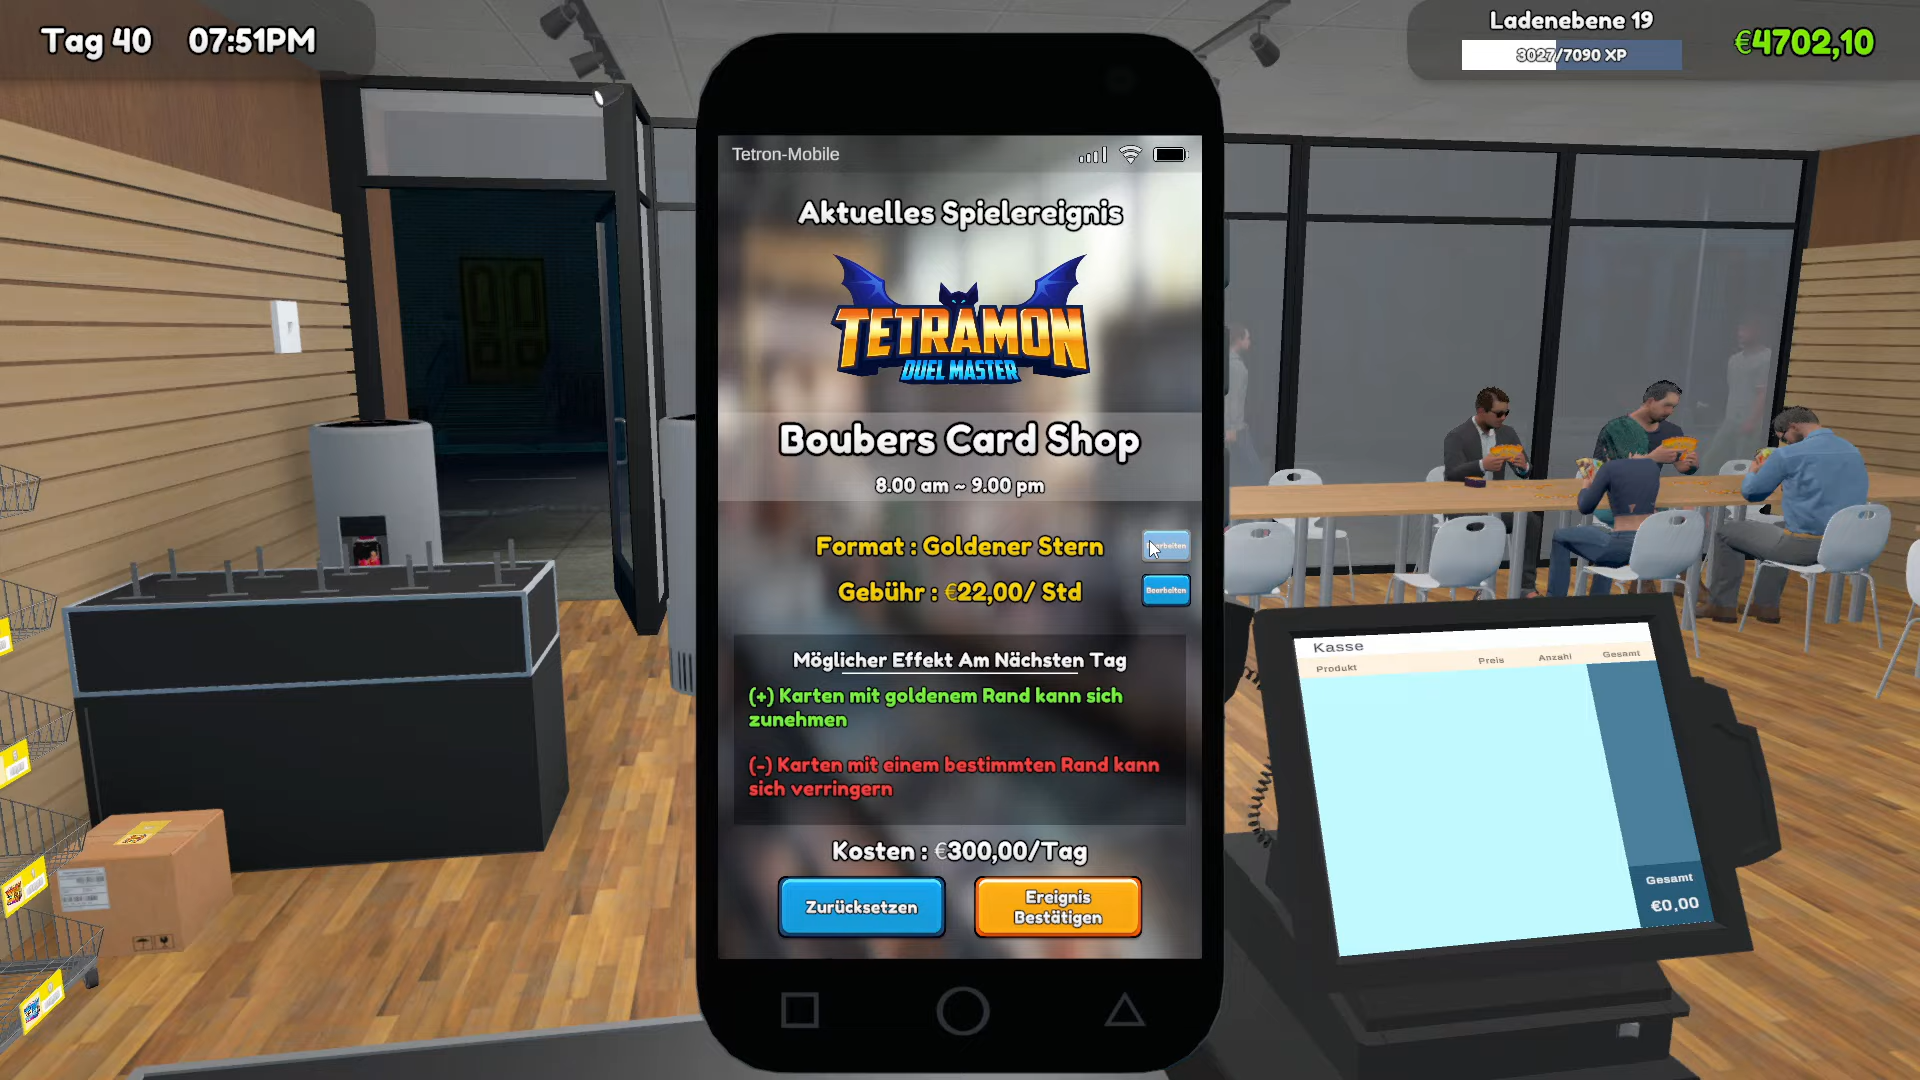 Tag 40 07:51PM
Ladenebene 19
3027/7090 XP
€4702,10
Tetron-Mobile
Aktuelles Spielereignis
TETRAMON
DUEL MASTER
Boubers Card Shop
8.00 am ~ 9.00 pm
Format : Goldener Stern
Gebühr : €22,00/ Std
Bearbeiten
Möglicher Effekt Am Nächsten Tag
(+) Karten mit goldenem Rand kann sich
zunehmen
(-) Karten mit einem bestimmten Rand kann
sich verringern
Kosten : €300,00/Tag
Zurücksetzen
Ereignis
Bestätigen
Kasse
Produkt Preis Anzahl Gesamt
Gesamt
€0,00